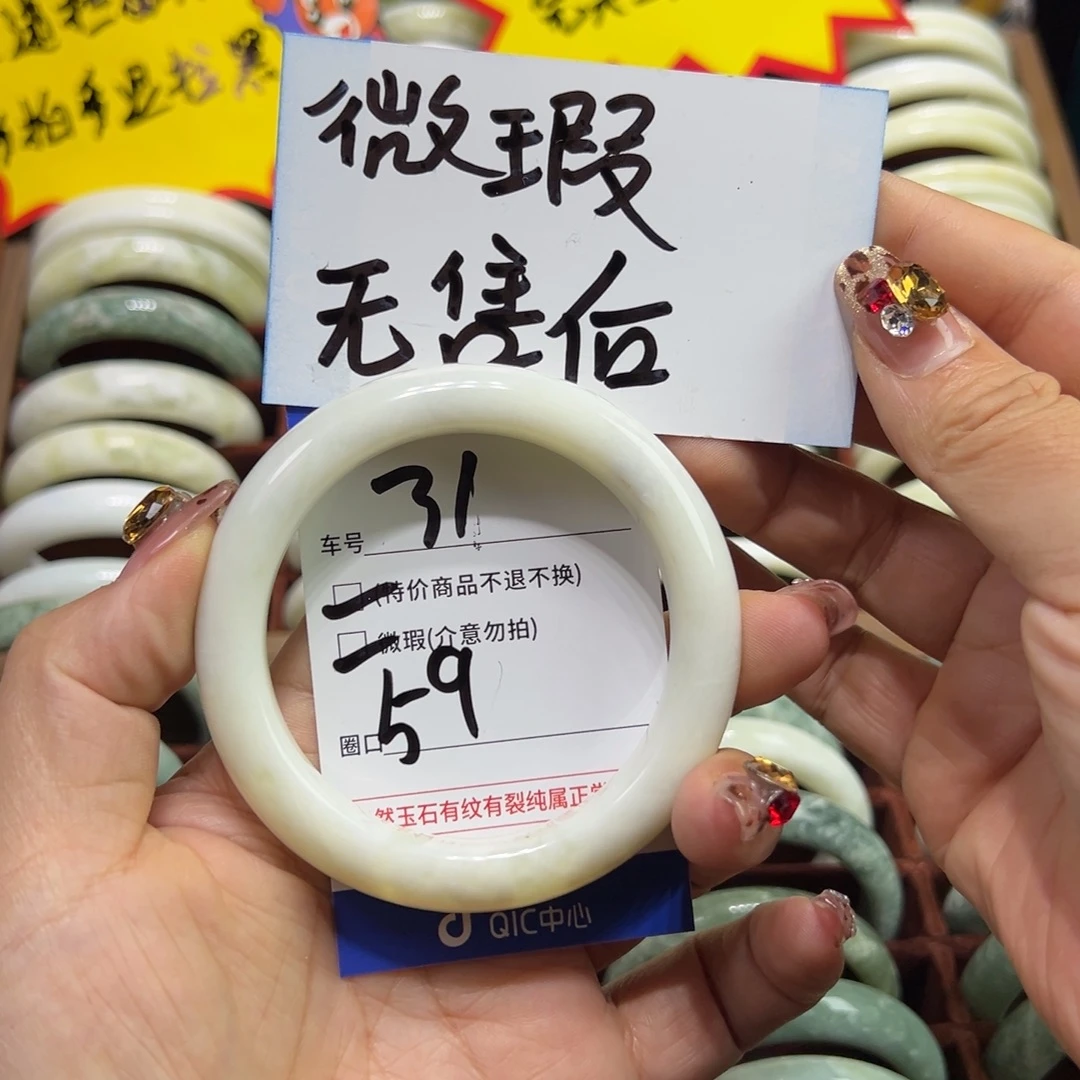 微瑕
无售后
车号 31
(特价商品不退不换)
微瑕(介意勿拍)
圈口 59
然玉石有纹有裂纯属正常
QIC中心